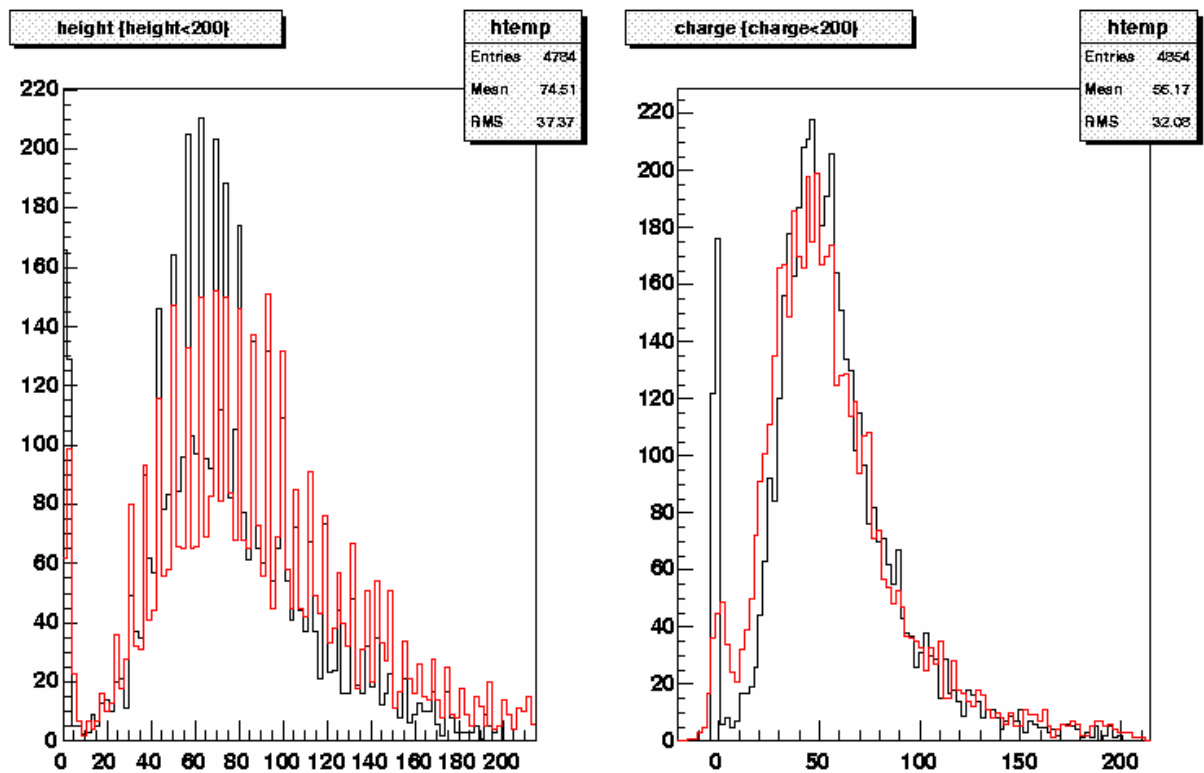 height {height<200}
htemp
Entries 4784
Mean 74.51
RMS 37.37
220
200
180
160
140
120
100
80
60
40
20
0
0 20 40 60 80 100 120 140 160 180 200
charge {charge<200}
htemp
Entries 4854
Mean 55.17
RMS 32.08
220
200
180
160
140
120
100
80
60
40
20
0
0 50 100 150 200